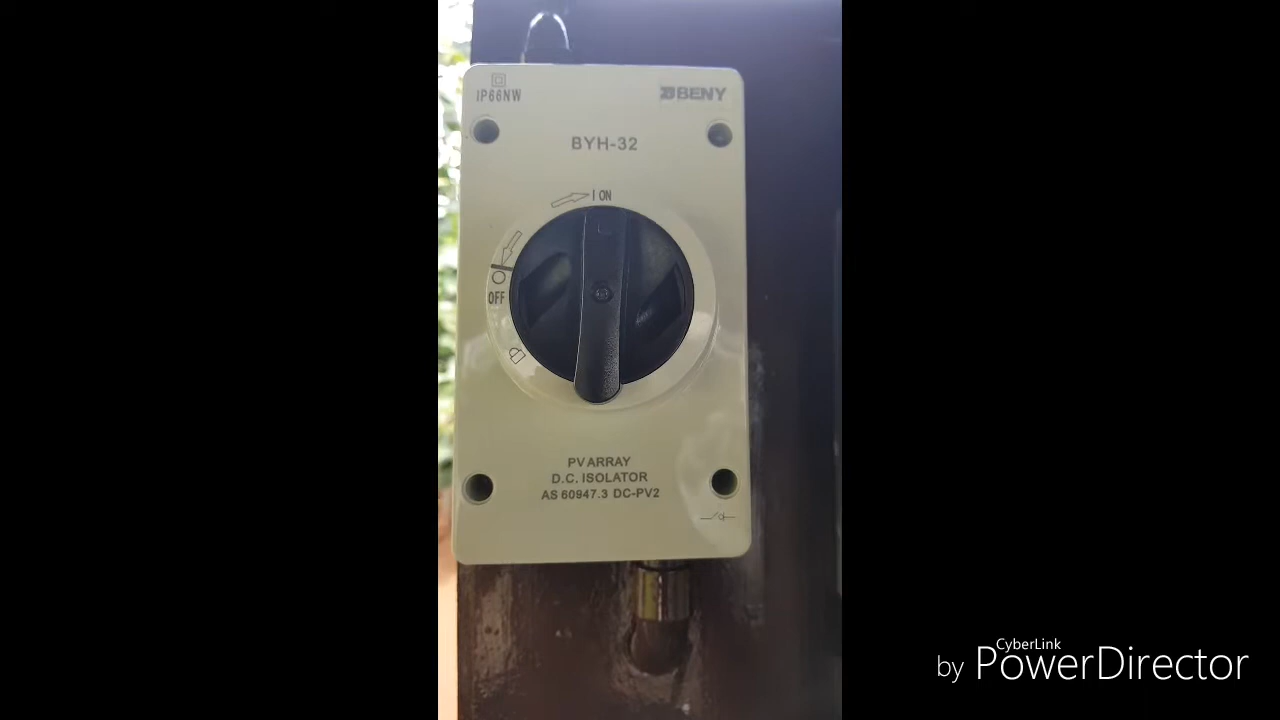 IP66NW
BENY
BYH-32
I ON
OFF
PV ARRAY
D.C. ISOLATOR
AS 60947.3 DC-PV2
CyberLink
by PowerDirector